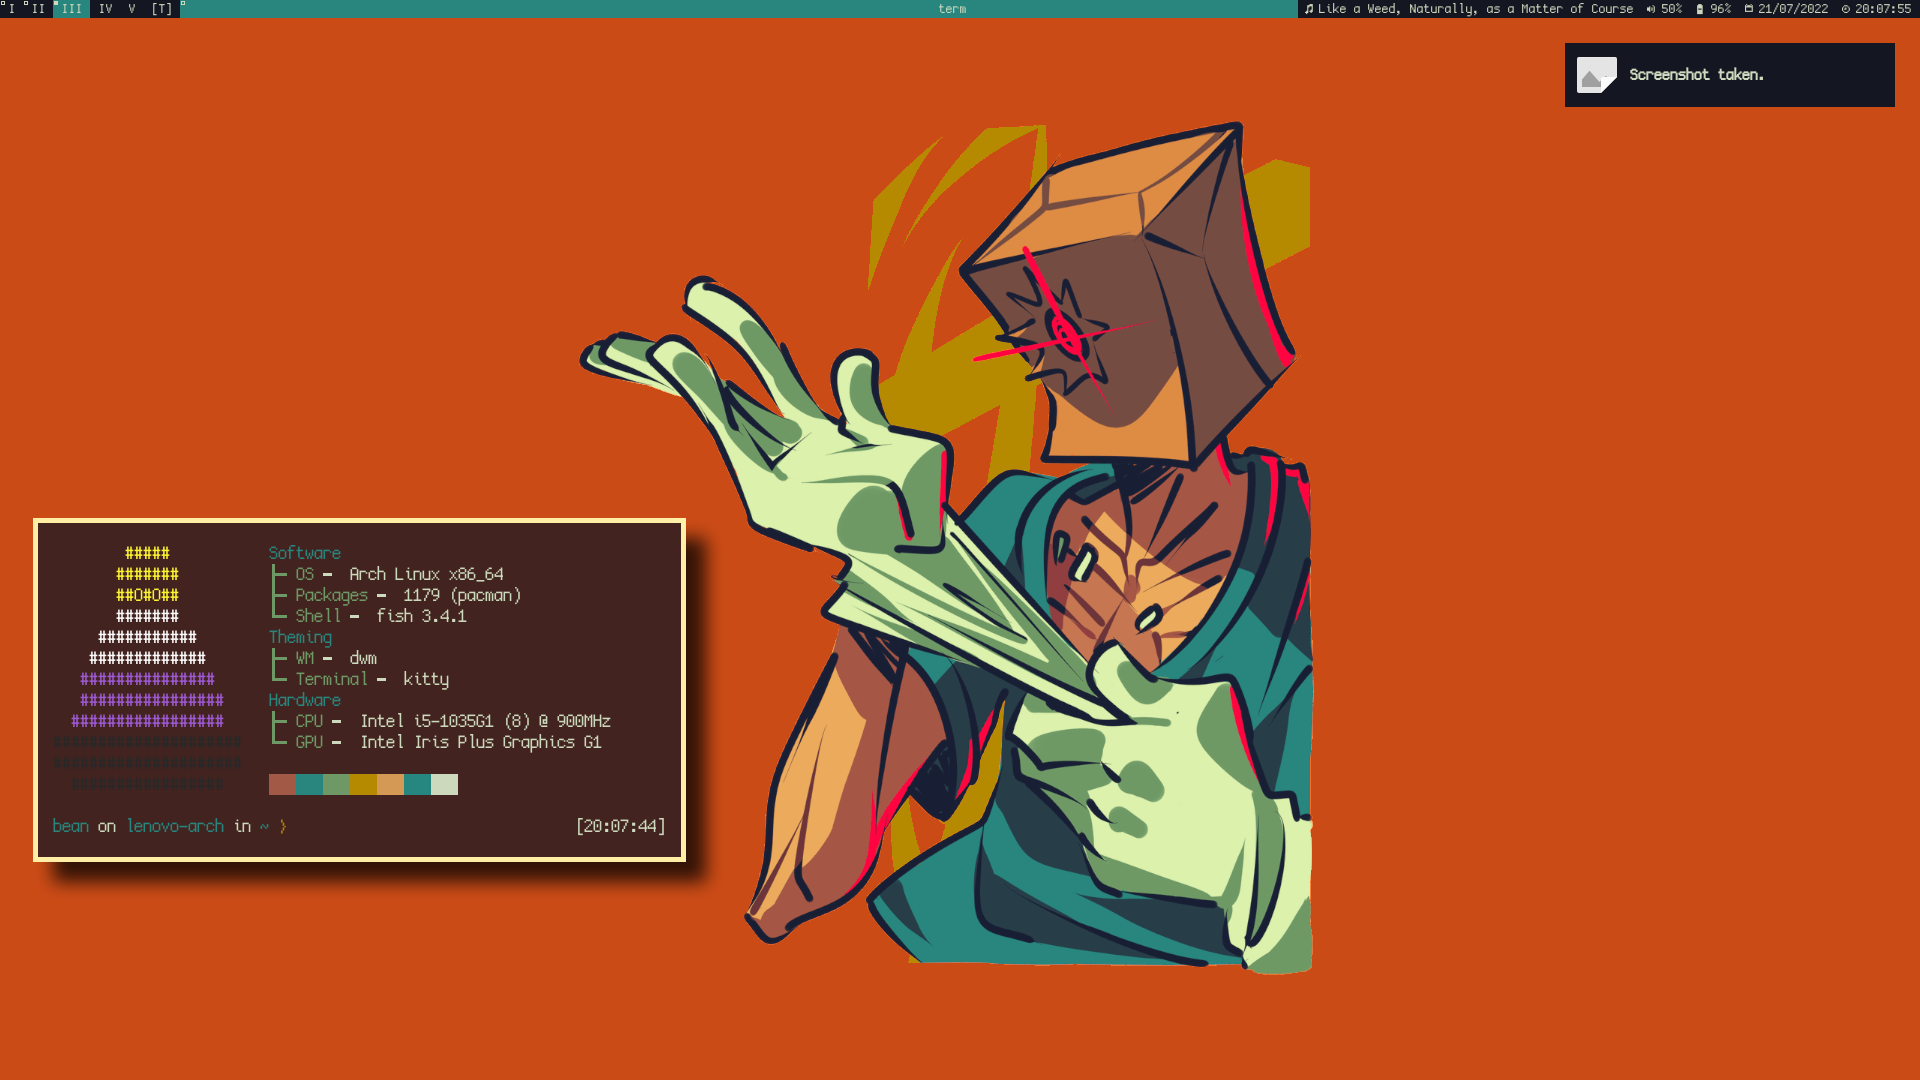 I II III IV V [T] term Like a Weed, Naturally, as a Matter of Course 50% 96% 21/07/2022 20:07:55
Screenshot taken.
#####
#######
##O#O##
#######
###########
#############
###############
################
#################
Software
OS - Arch Linux x86_64
Packages - 1179 (pacman)
Shell - fish 3.4.1
Theming
WM - dwm
Terminal - kitty
Hardware
CPU - Intel i5-1035G1 (8) @ 900MHz
GPU - Intel Iris Plus Graphics G1
bean on lenovo-arch in ~ ❯ [20:07:44]